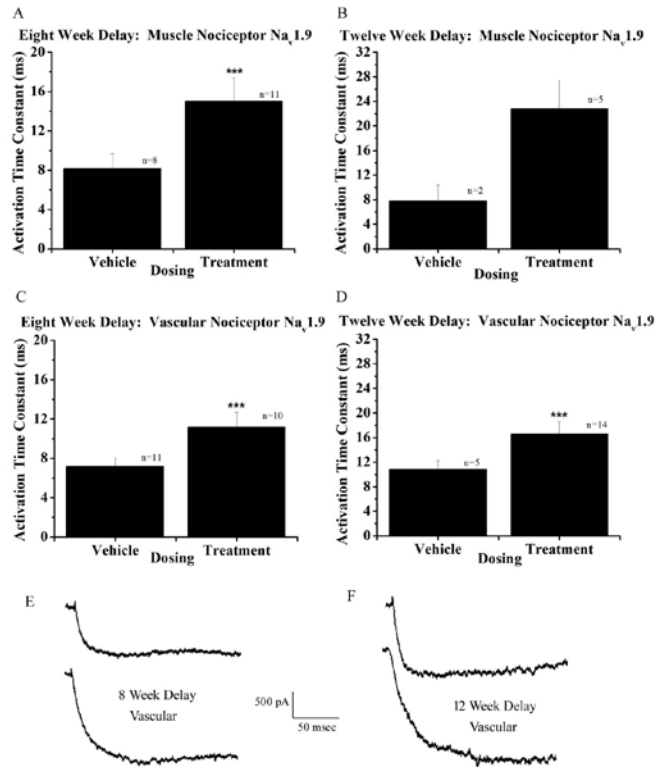 A
Eight Week Delay: Muscle Nociceptor Naᵥ1.9
Activation Time Constant (ms)
20
16
12
8
4
0
***
n=8
n=11
Vehicle
Treatment
Dosing
B
Twelve Week Delay: Muscle Nociceptor Naᵥ1.9
Activation Time Constant (ms)
32
28
24
20
16
12
8
4
0
n=2
n=5
Vehicle
Treatment
Dosing
C
Eight Week Delay: Vascular Nociceptor Naᵥ1.9
Activation Time Constant (ms)
20
16
12
8
4
0
***
n=11
n=10
Vehicle
Treatment
Dosing
D
Twelve Week Delay: Vascular Nociceptor Naᵥ1.9
Activation Time Constant (ms)
32
28
24
20
16
12
8
4
0
***
n=5
n=14
Vehicle
Treatment
Dosing
E
8 Week Delay
Vascular
500 pA
50 msec
F
12 Week Delay
Vascular